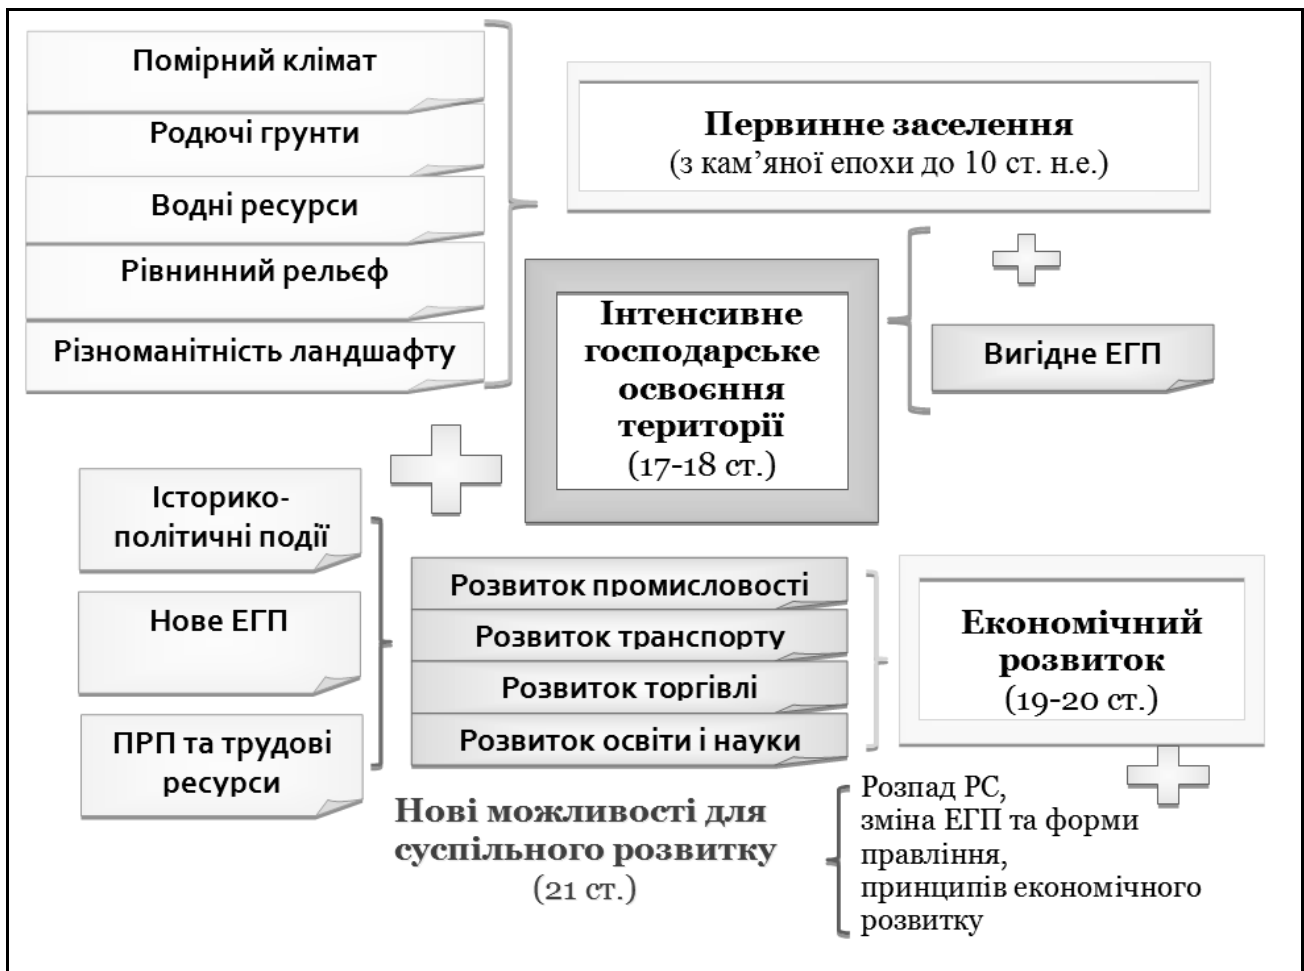 Помірний клімат
Родючі грунти
Водні ресурси
Рівнинний рельєф
Різноманітність ландшафту
Первинне заселення
(з кам’яної епохи до 10 ст. н.е.)
Вигідне ЕГП
Інтенсивне
господарське
освоєння
території
(17-18 ст.)
Історико-
політичні події
Нове ЕГП
ПРП та трудові
ресурси
Розвиток промисловості
Розвиток транспорту
Розвиток торгівлі
Розвиток освіти і науки
Економічний
розвиток
(19-20 ст.)
Розпад РС,
зміна ЕГП та форми
правління,
принципів економічного
розвитку
Нові можливості для
суспільного розвитку
(21 ст.)